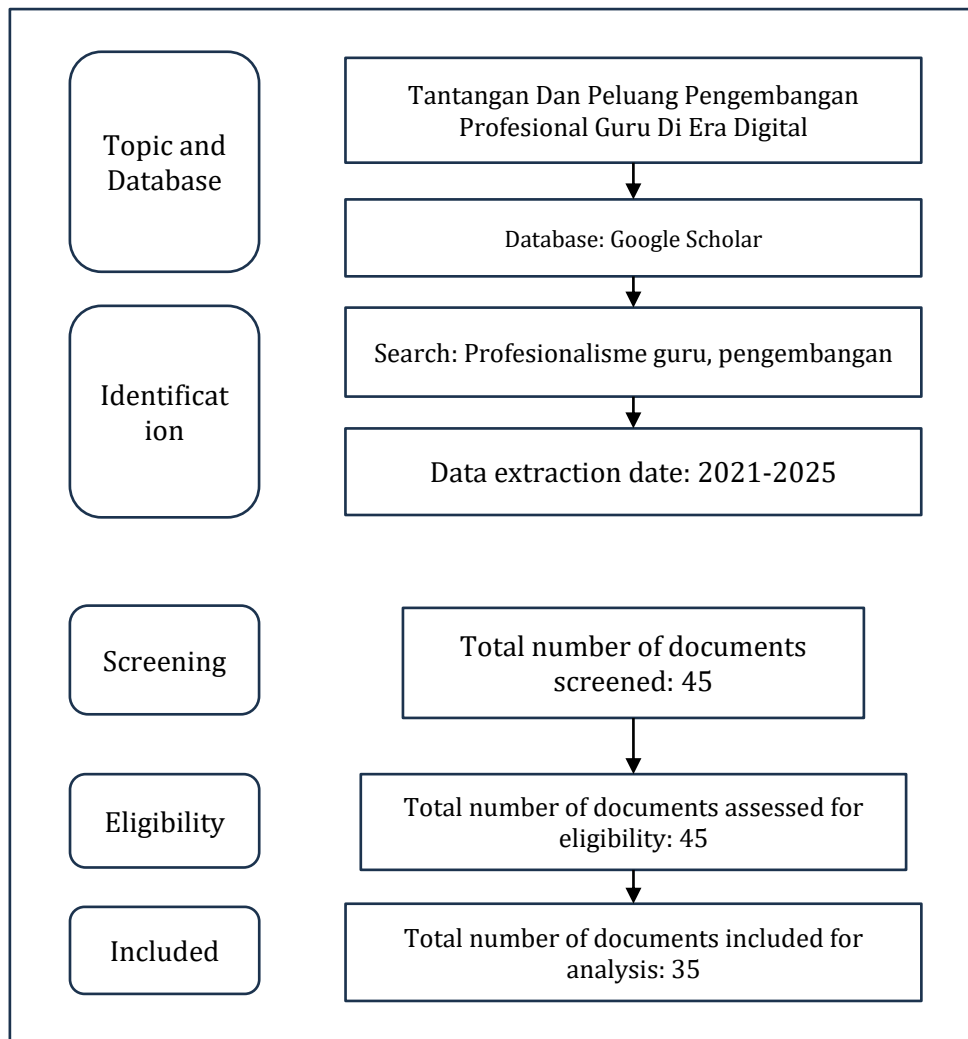 Topic and
Database
Tantangan Dan Peluang Pengembangan
Profesional Guru Di Era Digital
Database: Google Scholar
Identificat
ion
Search: Profesionalisme guru, pengembangan
Data extraction date: 2021-2025
Screening
Total number of documents
screened: 45
Eligibility
Total number of documents assessed for
eligibility: 45
Included
Total number of documents included for
analysis: 35